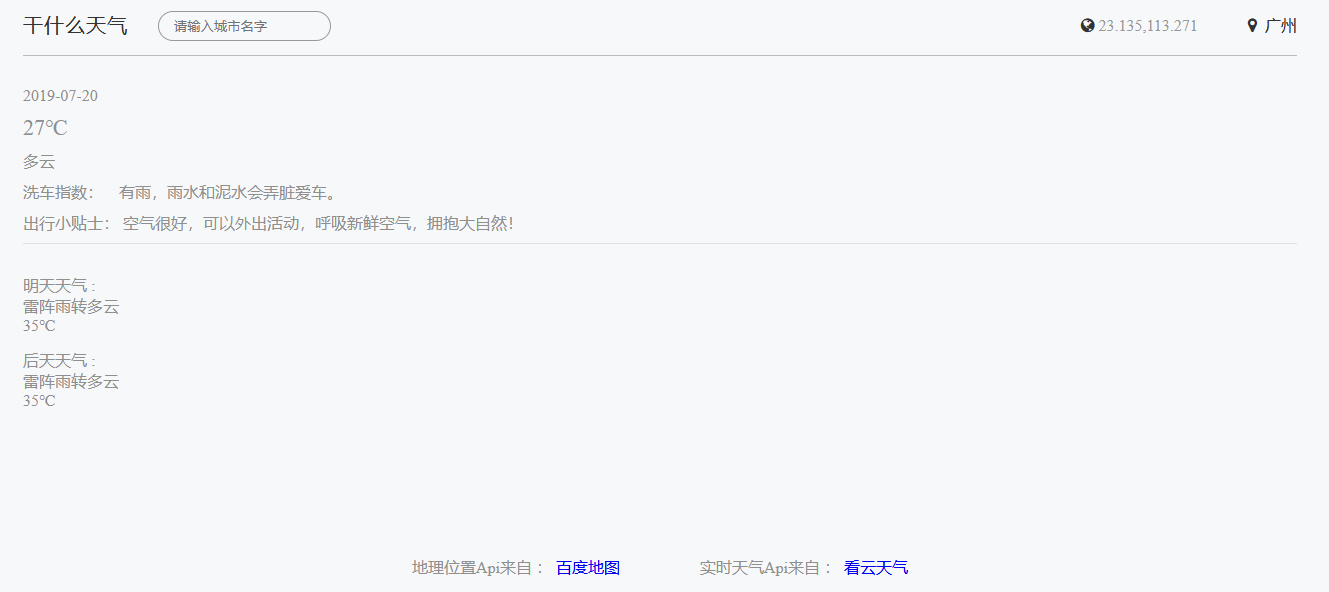 干什么天气 请输入城市名字 23.135,113.271 广州
2019-07-20
27℃
多云
洗车指数： 有雨，雨水和泥水会弄脏爱车。
出行小贴士： 空气很好，可以外出活动，呼吸新鲜空气，拥抱大自然！
明天天气 :
雷阵雨转多云
35℃
后天天气 :
雷阵雨转多云
35℃
地理位置Api来自： 百度地图 实时天气Api来自： 看云天气